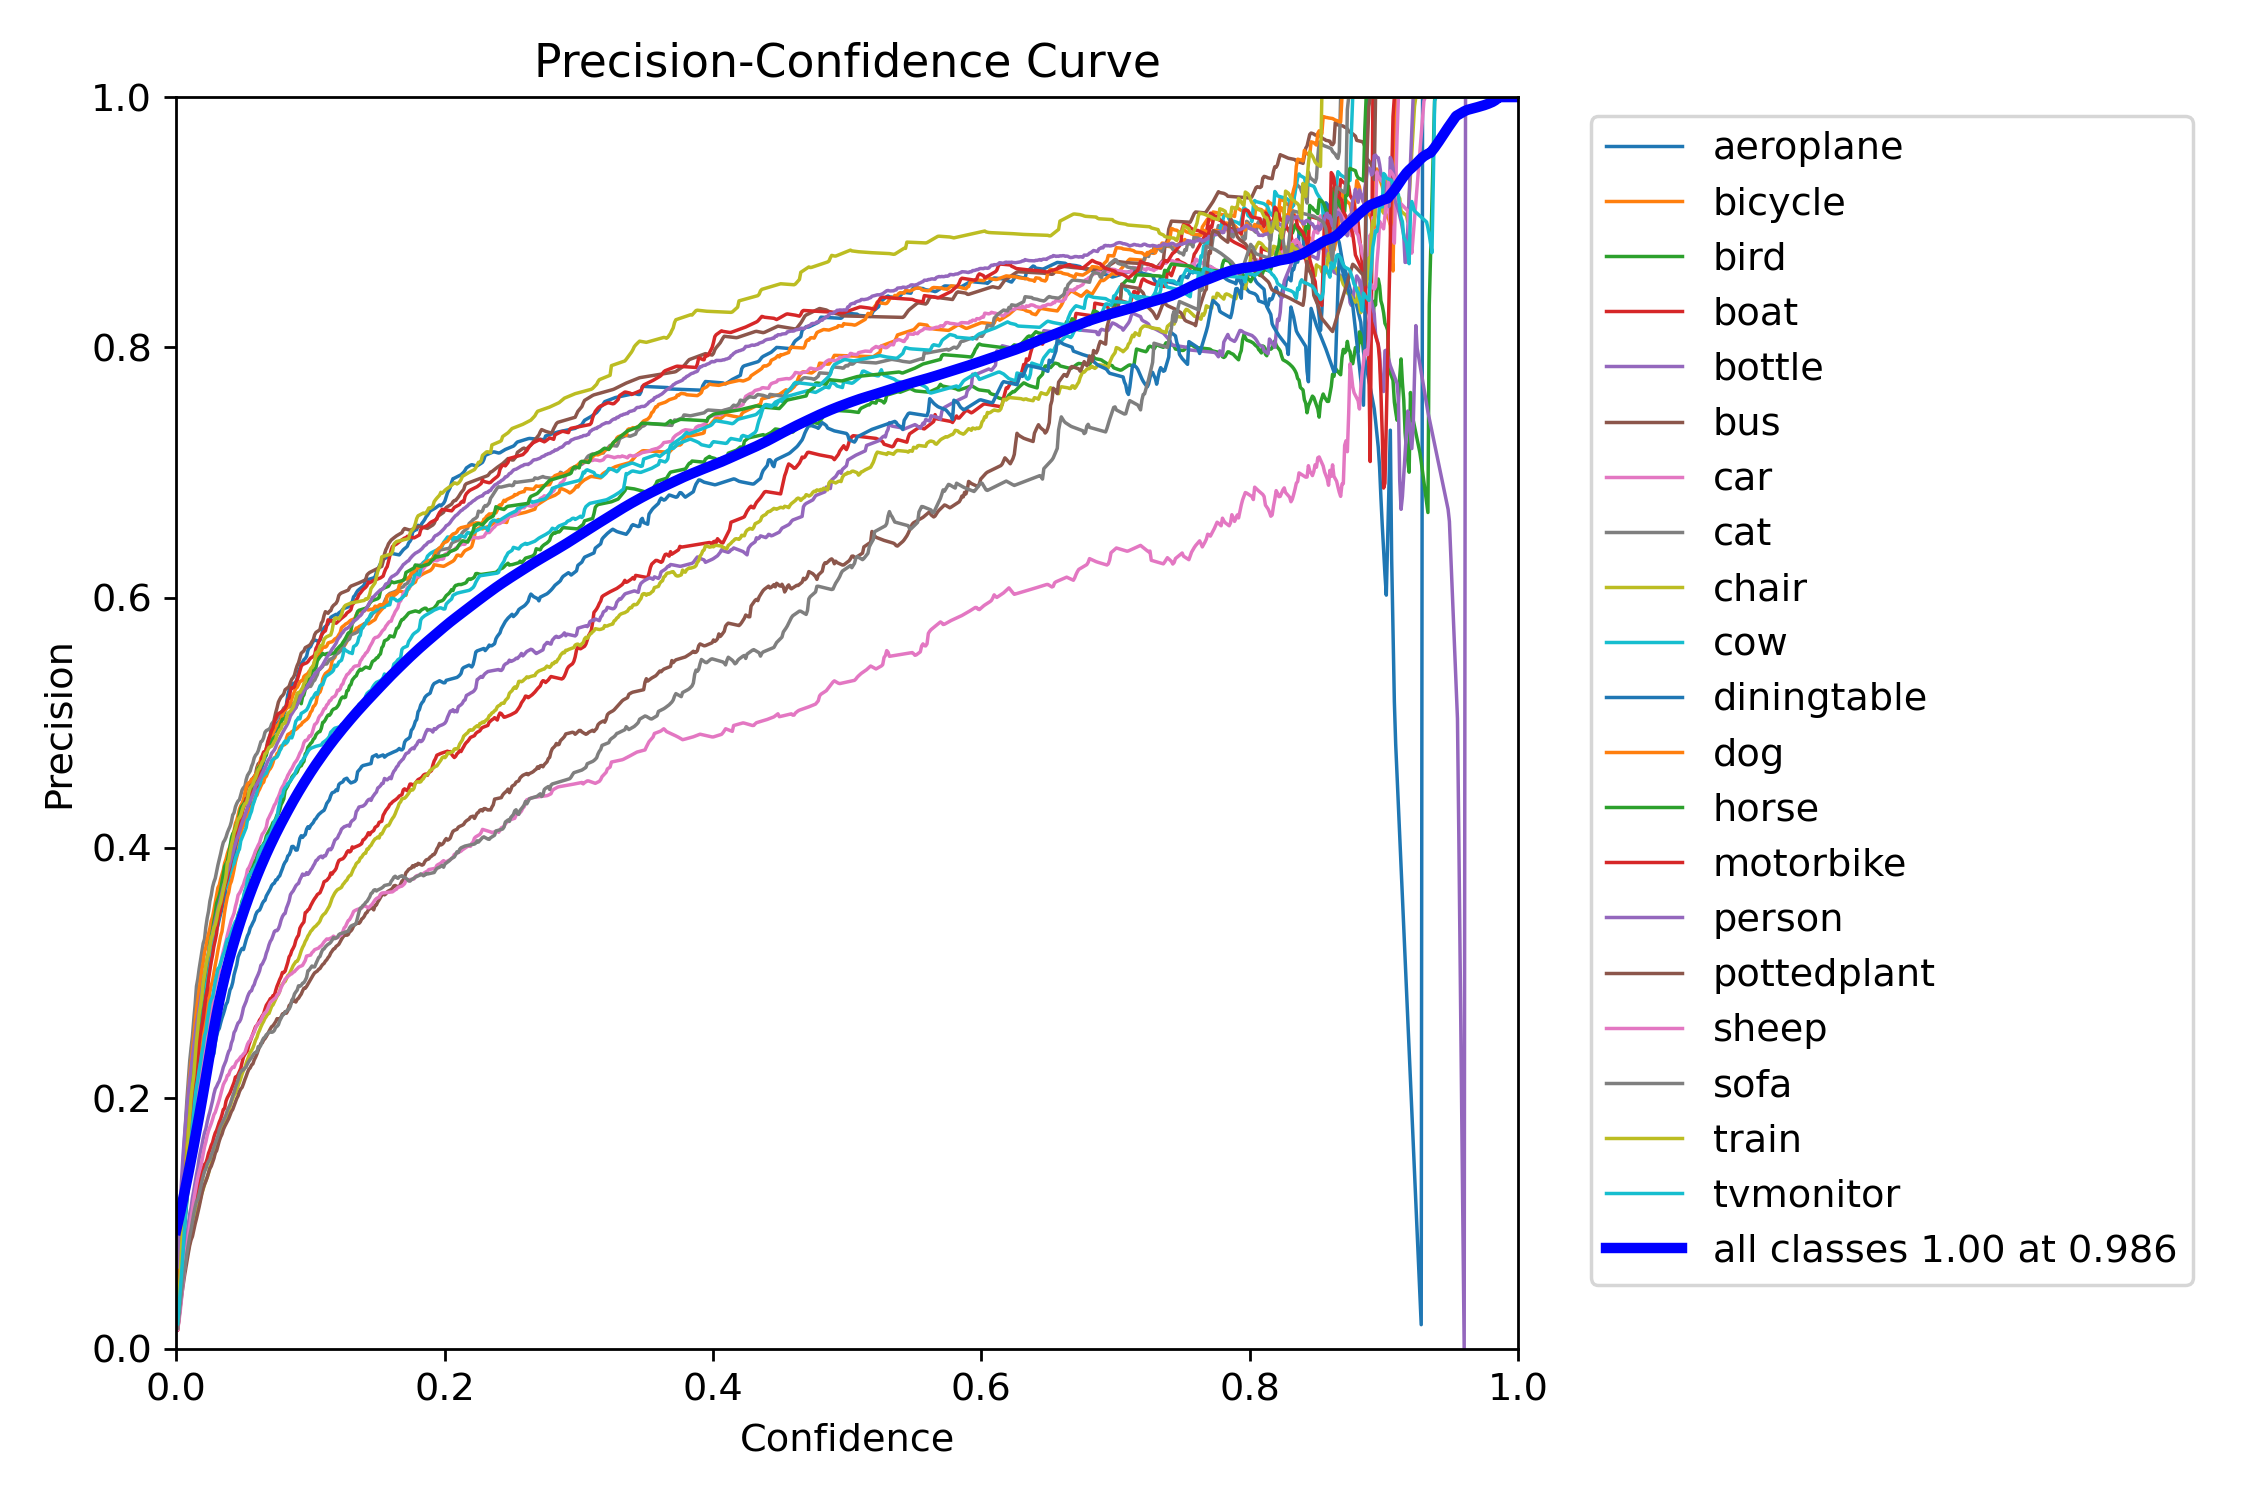 Precision-Confidence Curve
1.0
0.8
0.6
0.4
0.2
0.0
Precision
0.0 0.2 0.4 0.6 0.8 1.0
Confidence
aeroplane
bicycle
bird
boat
bottle
bus
car
cat
chair
cow
diningtable
dog
horse
motorbike
person
pottedplant
sheep
sofa
train
tvmonitor
all classes 1.00 at 0.986